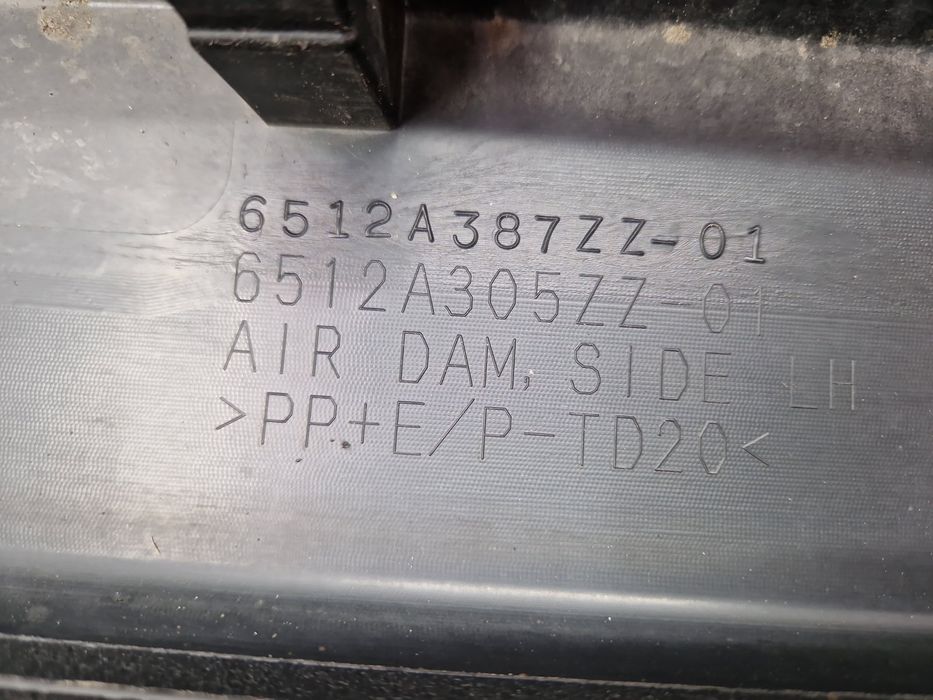 6512A387ZZ-01
6512A305ZZ-01
AIR DAM, SIDE LH
>PP+E/P-TD20<